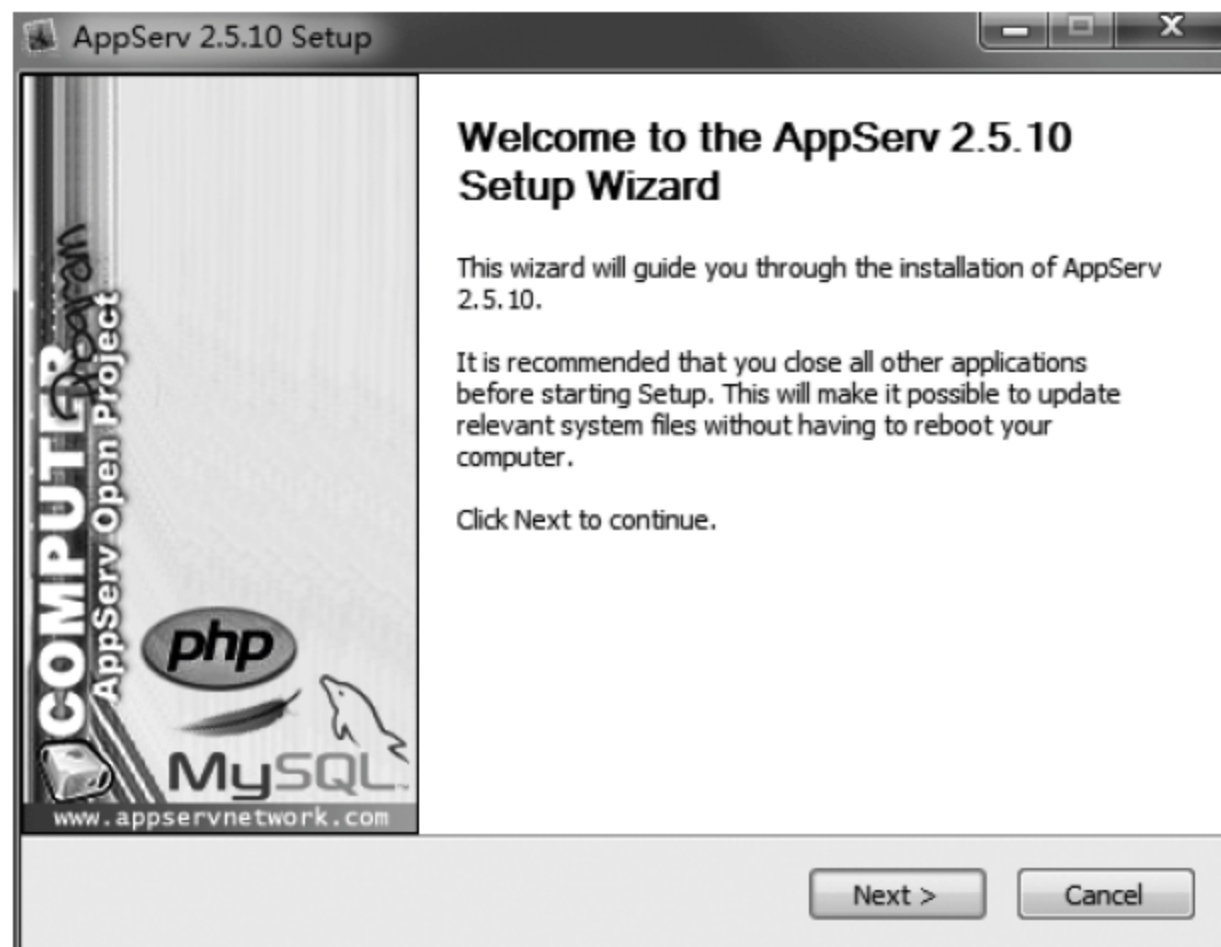 AppServ 2.5.10 Setup
Welcome to the AppServ 2.5.10
Setup Wizard
This wizard will guide you through the installation of AppServ
2.5.10.
It is recommended that you close all other applications
before starting Setup. This will make it possible to update
relevant system files without having to reboot your
computer.
Click Next to continue.
COMPUTER
Program
AppServ Open Project
php
MySQL
www.appservnetwork.com
Next >
Cancel